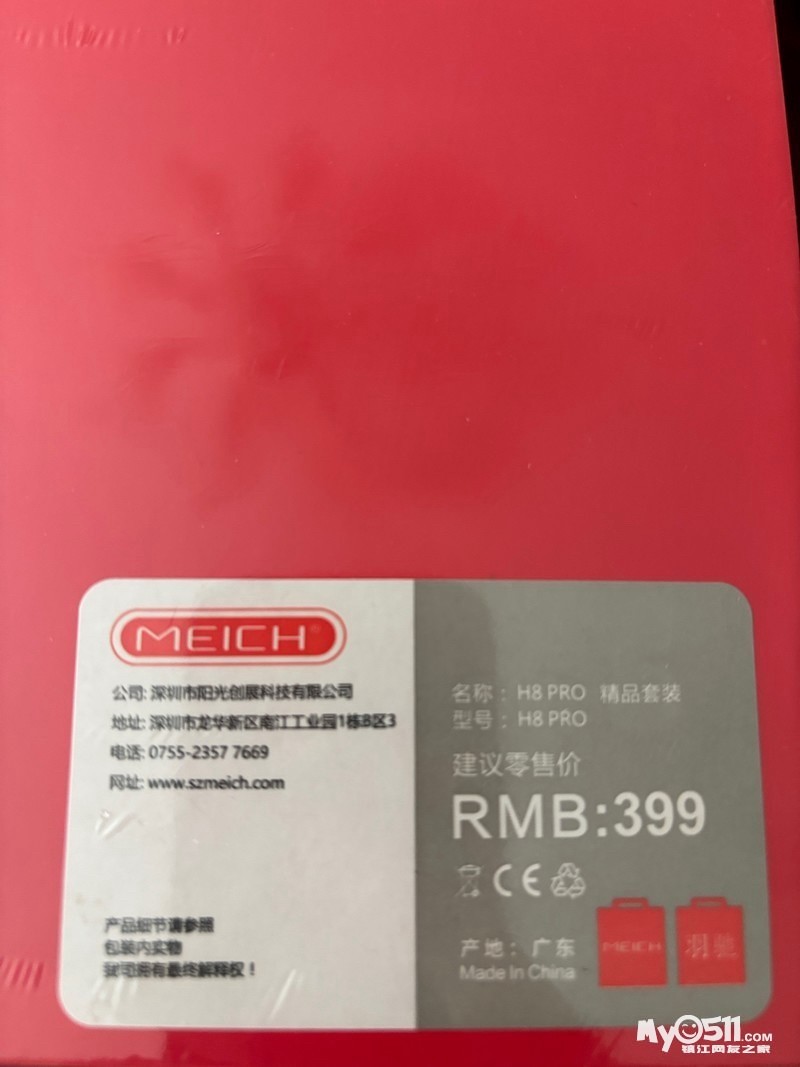 MEICH®
公司: 深圳市阳光创展科技有限公司
地址: 深圳市龙华新区南江工业园1栋B区3
电话: 0755-2357 7669
网址: www.szmeich.com
产品细节请参照
包装内实物
我司拥有最终解释权！
名称： H8 PRO 精品套装
型号： H8 PRO
建议零售价
RMB:399
CE
产地： 广东
Made In China
MEICH
羽驰
My0511.COM
镇江网友之家